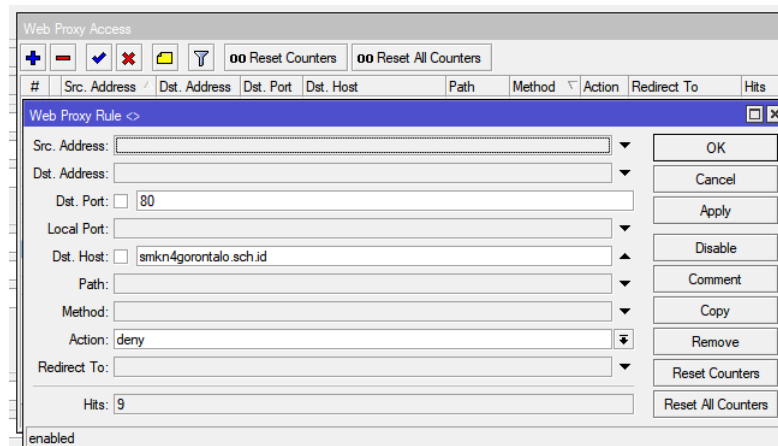 Web Proxy Access
00 Reset Counters 00 Reset All Counters
# Src. Address Dst. Address Dst. Port Dst. Host Path Method Action Redirect To Hits
Web Proxy Rule <>
Src. Address: OK
Dst. Address: Cancel
Dst. Port: 80
Apply
Local Port:
Dst. Host: smkn4gorontalo.sch.id Disable
Path: Comment
Method: Copy
Action: deny Remove
Redirect To: Reset Counters
Hits: 9 Reset All Counters
enabled